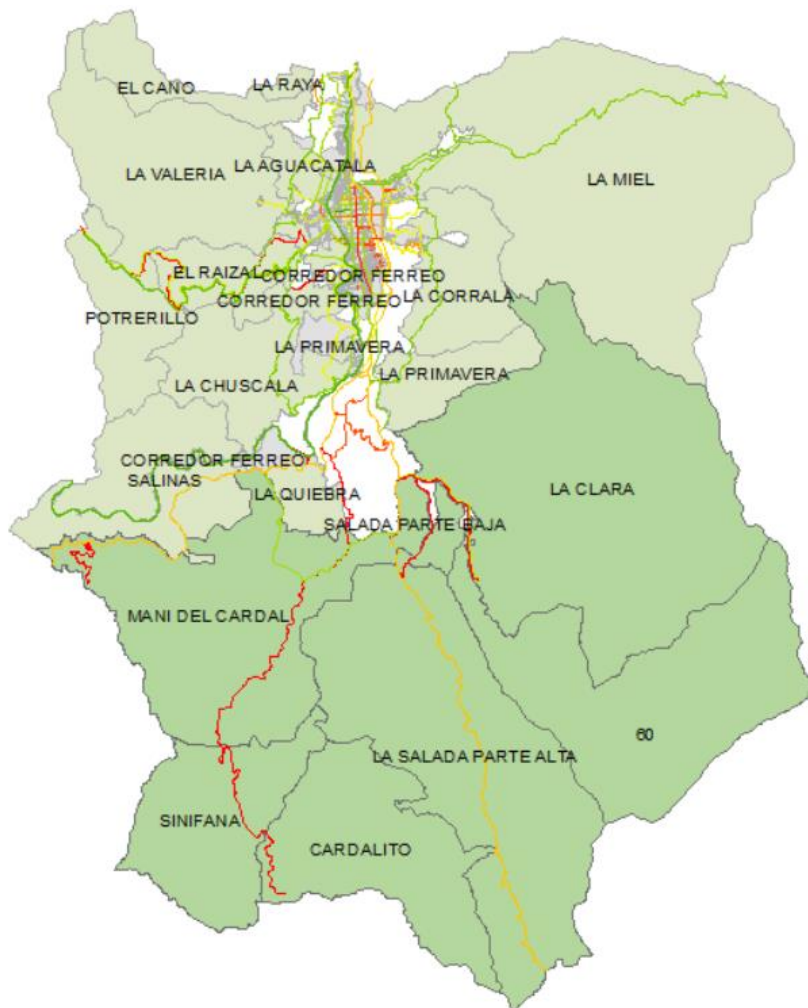 LA RAYA
EL CAÑO
LA VALERIA
LA AGUACATALA
LA MIEL
EL RAIZAL
CORREDOR FERREO
CORREDOR FERREO
LA CORRALA
POTRERILLO
LA PRIMAVERA
LA PRIMAVERA
LA CHUSCALA
CORREDOR FERREO
SALINAS
LA QUIEBRA
LA CLARA
SALADA PARTE BAJA
MANI DEL CARDAL
60
LA SALADA PARTE ALTA
SINIFANA
CARDALITO